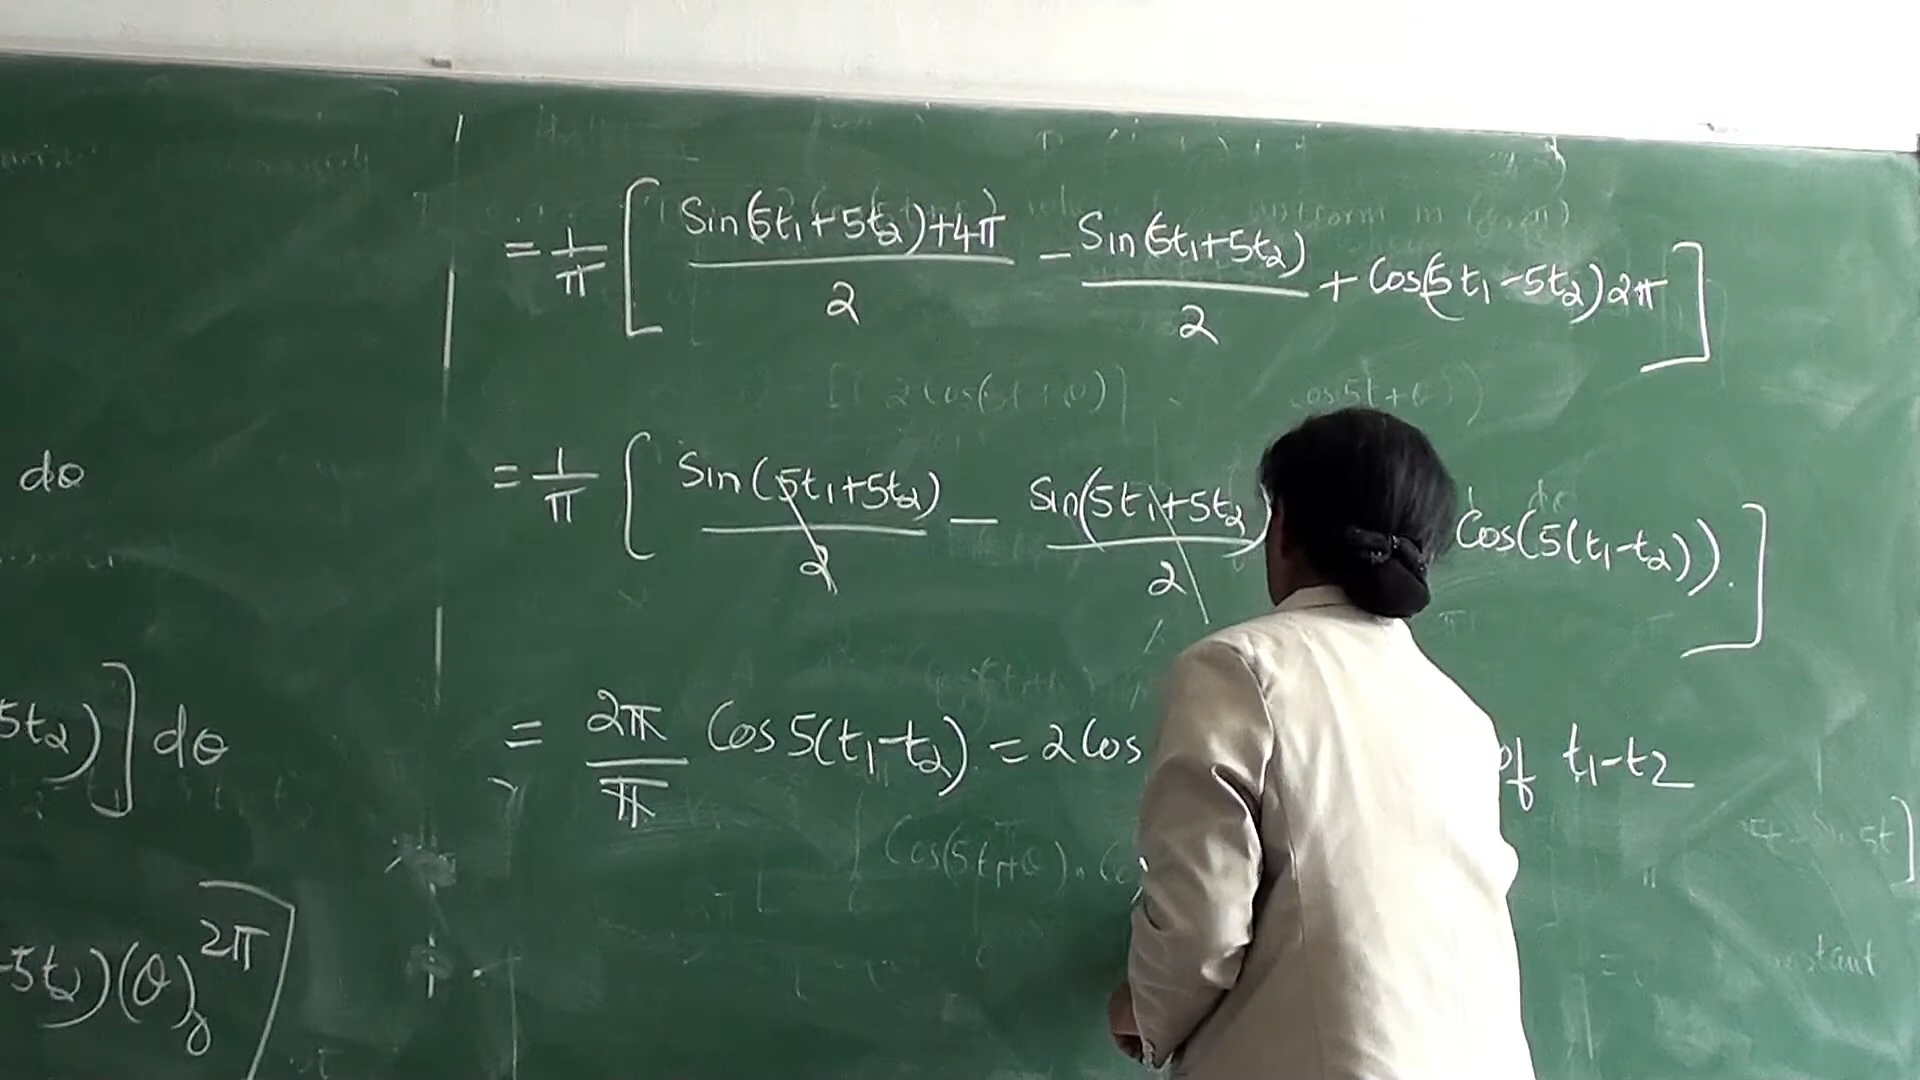 = 1/π [ Sin(5t₁+5t₂)+4π / 2 - Sin(5t₁+5t₂) / 2 + Cos(5t₁-5t₂)2π ]
dθ
= 1/π [ Sin(5t₁+5t₂) / 2 - Sin(5t₁+5t₂) / 2 Cos(5(t₁-t₂)). ]
5t₂) ] dθ
= 2π/π Cos 5(t₁-t₂) = 2 Cos of t₁-t2
-5t₂)(θ)₀^2π